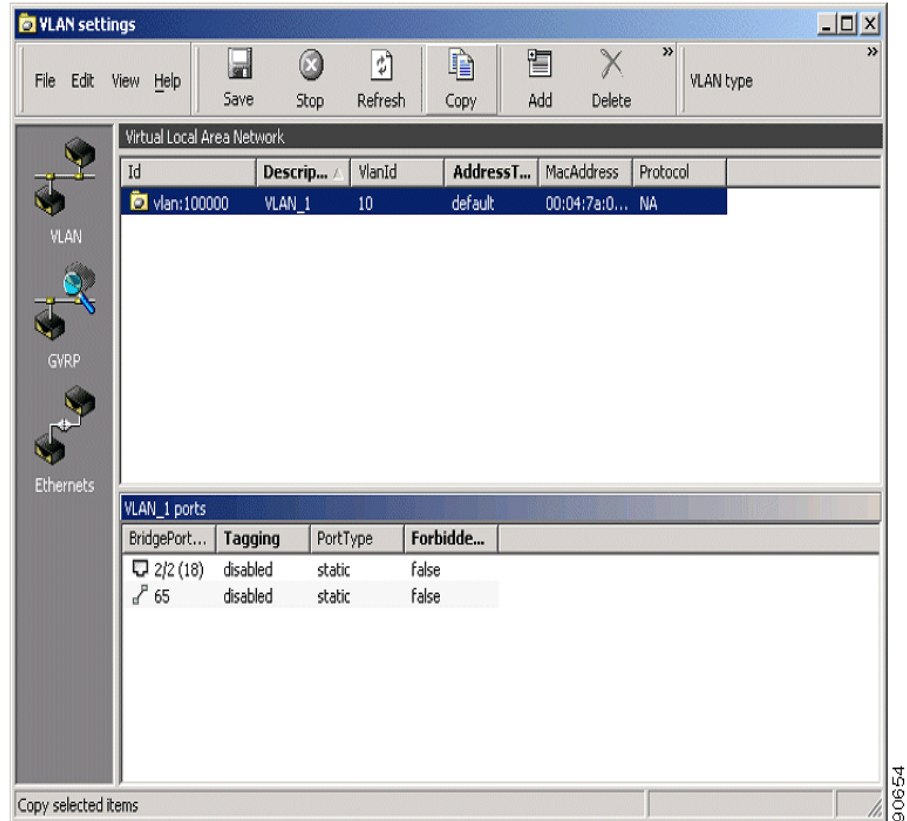 VLAN settings
File Edit View Help Save Stop Refresh Copy Add Delete » VLAN type »
Virtual Local Area Network
Id Descrip... VlanId AddressT... MacAddress Protocol
vlan:100000 VLAN_1 10 default 00:04:7a:0... NA
VLAN
GVRP
Ethernets
VLAN_1 ports
BridgePort... Tagging PortType Forbidde...
2/2 (18) disabled static false
65 disabled static false
Copy selected items
90654